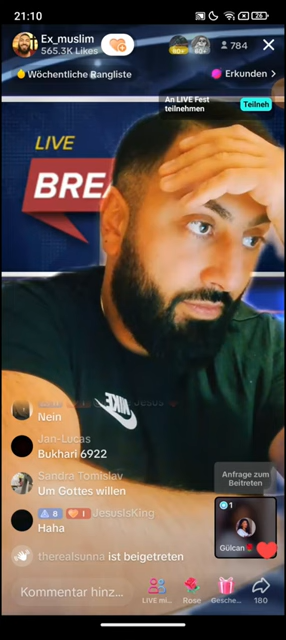 21:10
26
Ex_muslim
565.3K Likes
784
Wöchentliche Rangliste
Erkunden >
An LIVE Fest
teilnehmen
Teilneh
LIVE
BREA
Nein
Jan-Lucas
Bukhari 6922
Sandra Tomislav
Um Gottes willen
8 1 JesusIsKing
Haha
therealsunna ist beigetreten
Anfrage zum
Beitreten
1
Gülcan
Kommentar hinz...
LIVE mi...
Rose
Gesche...
180